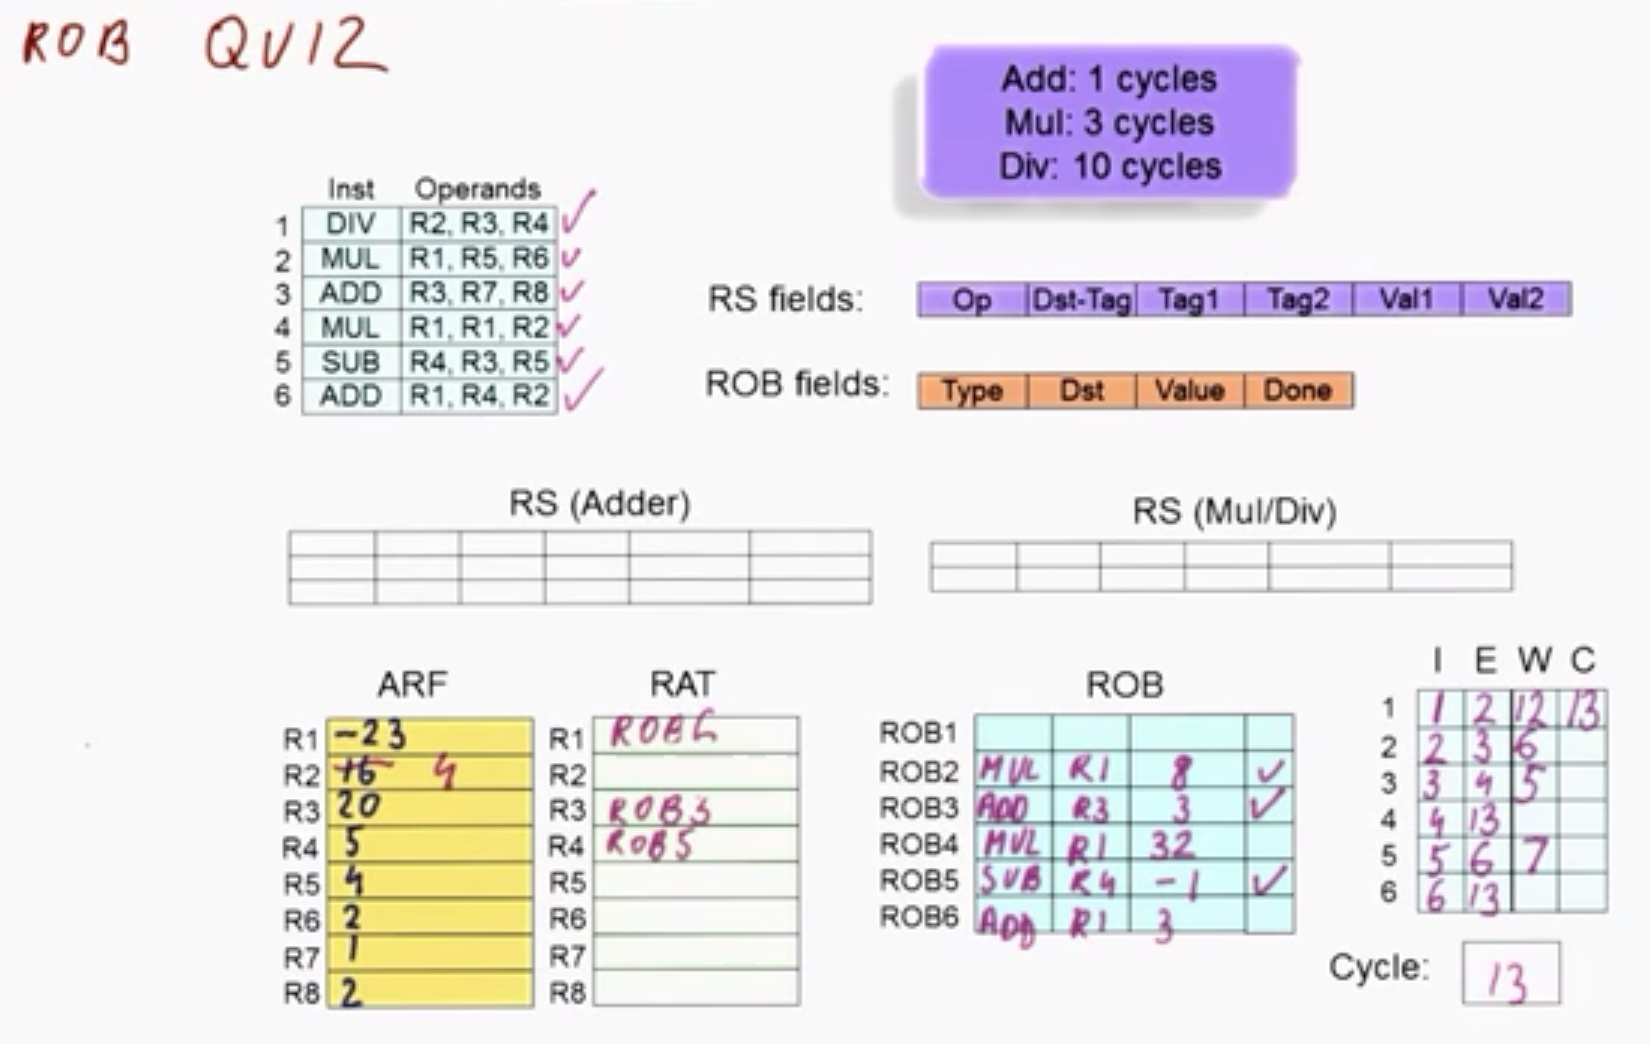 ROB QUIZ
Add: 1 cycles
Mul: 3 cycles
Div: 10 cycles
Inst Operands
1 DIV R2, R3, R4 ✓
2 MUL R1, R5, R6 ✓
3 ADD R3, R7, R8 ✓
4 MUL R1, R1, R2 ✓
5 SUB R4, R3, R5 ✓
6 ADD R1, R4, R2 ✓
RS fields: Op Dst-Tag Tag1 Tag2 Val1 Val2
ROB fields: Type Dst Value Done
RS (Adder)
RS (Mul/Div)
ARF
R1 -23
R2 16 4
R3 20
R4 5
R5 4
R6 2
R7 1
R8 2
RAT
R1 ROB6
R2
R3 ROB3
R4 ROB5
R5
R6
R7
R8
ROB
ROB1
ROB2 MUL R1 8 ✓
ROB3 ADD R3 3 ✓
ROB4 MUL R1 32
ROB5 SUB R4 -1 ✓
ROB6 ADD R1 3
I E W C
1 1 2 12 13
2 2 3 6
3 3 4 5
4 4 13
5 5 6 7
6 6 13
Cycle: 13